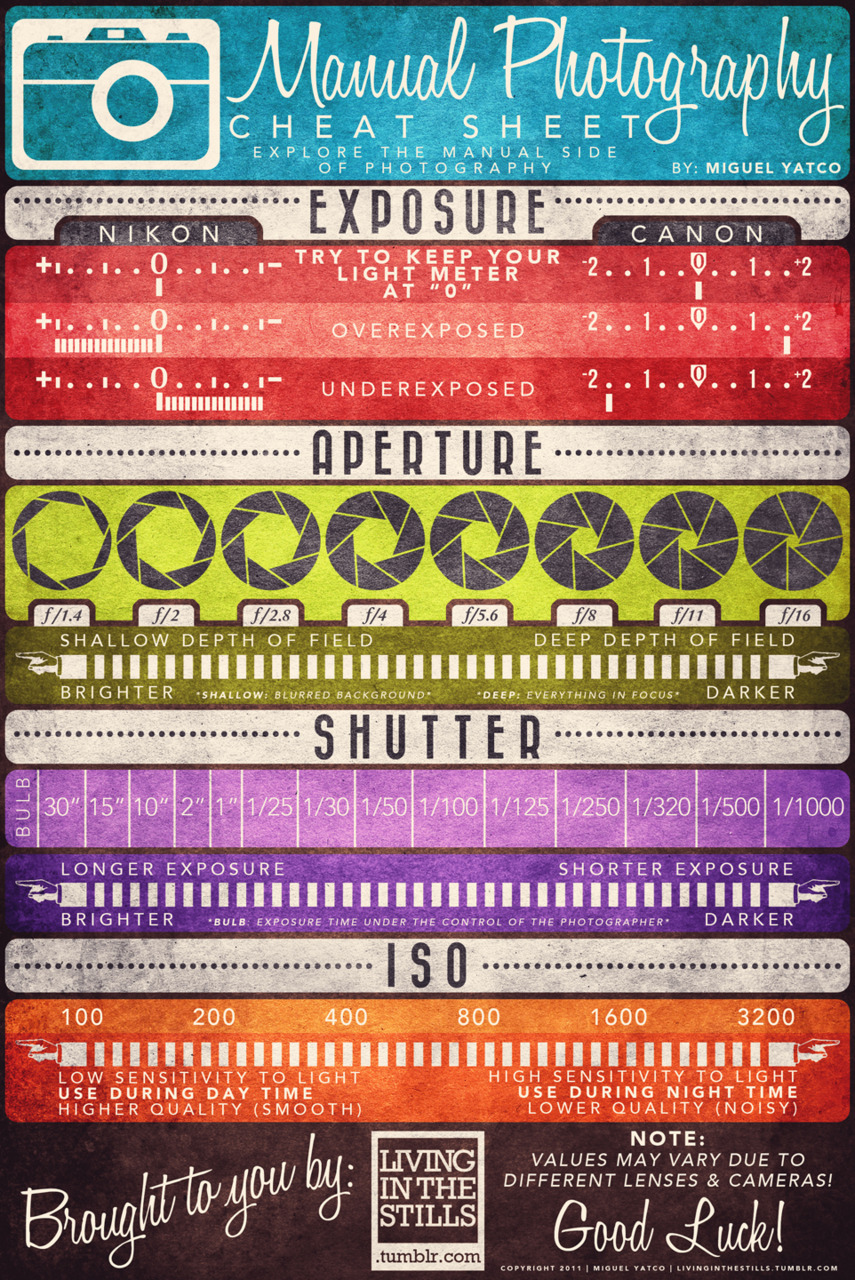 Manual Photography
CHEAT SHEET
EXPLORE THE MANUAL SIDE
OF PHOTOGRAPHY
BY: MIGUEL YATCO
EXPOSURE
NIKON
CANON
+ 0 -
TRY TO KEEP YOUR
LIGHT METER
AT "0"
-2..1..0..1..+2
+ 0 -
OVEREXPOSED
-2..1..0..1..+2
+ 0 -
UNDEREXPOSED
-2..1..0..1..+2
APERTURE
f/1.4 f/2 f/2.8 f/4 f/5.6 f/8 f/11 f/16
SHALLOW DEPTH OF FIELD DEEP DEPTH OF FIELD
BRIGHTER *SHALLOW: BLURRED BACKGROUND* *DEEP: EVERYTHING IN FOCUS* DARKER
SHUTTER
BULB 30" 15" 10" 2" 1" 1/25 1/30 1/50 1/100 1/125 1/250 1/320 1/500 1/1000
LONGER EXPOSURE SHORTER EXPOSURE
BRIGHTER *BULB: EXPOSURE TIME UNDER THE CONTROL OF THE PHOTOGRAPHER* DARKER
ISO
100 200 400 800 1600 3200
LOW SENSITIVITY TO LIGHT
USE DURING DAY TIME
HIGHER QUALITY (SMOOTH)
HIGH SENSITIVITY TO LIGHT
USE DURING NIGHT TIME
LOWER QUALITY (NOISY)
Brought to you by:
LIVING
IN THE
STILLS
.tumblr.com
NOTE:
VALUES MAY VARY DUE TO
DIFFERENT LENSES & CAMERAS!
Good Luck!
COPYRIGHT 2011 | MIGUEL YATCO | LIVINGINTHESTILLS.TUMBLR.COM